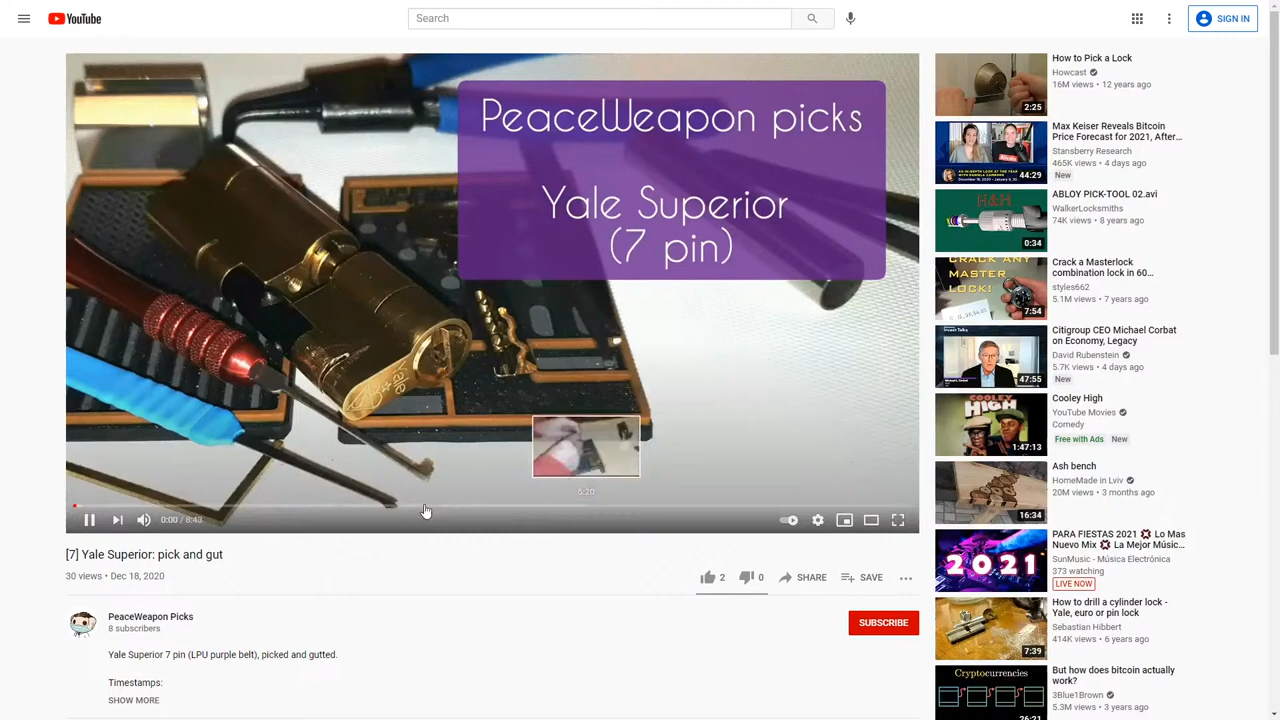 YouTube
Search
SIGN IN
PeaceWeapon picks
Yale Superior
(7 pin)
5:20
0:00 / 8:43
[7] Yale Superior: pick and gut
30 views • Dec 18, 2020
2
0
SHARE
SAVE
PeaceWeapon Picks
8 subscribers
SUBSCRIBE
Yale Superior 7 pin (LPU purple belt), picked and gutted.
Timestamps:
SHOW MORE
2:25
How to Pick a Lock
Howcast
16M views • 12 years ago
44:29
Max Keiser Reveals Bitcoin
Price Forecast for 2021, After...
Stansberry Research
465K views • 4 days ago
New
H&H
0:34
ABLOY PICK-TOOL 02.avi
WalkerLocksmiths
74K views • 8 years ago
CRACK ANY
MASTER
LOCK!
7:54
Crack a Masterlock
combination lock in 60...
styles662
5.1M views • 7 years ago
47:55
Citigroup CEO Michael Corbat
on Economy, Legacy
David Rubenstein
5.7K views • 4 days ago
New
COOLEY
HIGH
1:47:13
Cooley High
YouTube Movies
Comedy
Free with Ads
New
16:34
Ash bench
HomeMade in Lviv
20M views • 3 months ago
2021
PARA FIESTAS 2021 💢 Lo Mas
Nuevo Mix 💢 La Mejor Músic...
SunMusic - Música Electrónica
373 watching
LIVE NOW
7:39
How to drill a cylinder lock -
Yale, euro or pin lock
Sebastian Hibbert
414K views • 6 years ago
Cryptocurrencies
26:21
But how does bitcoin actually
work?
3Blue1Brown
5.3M views • 3 years ago